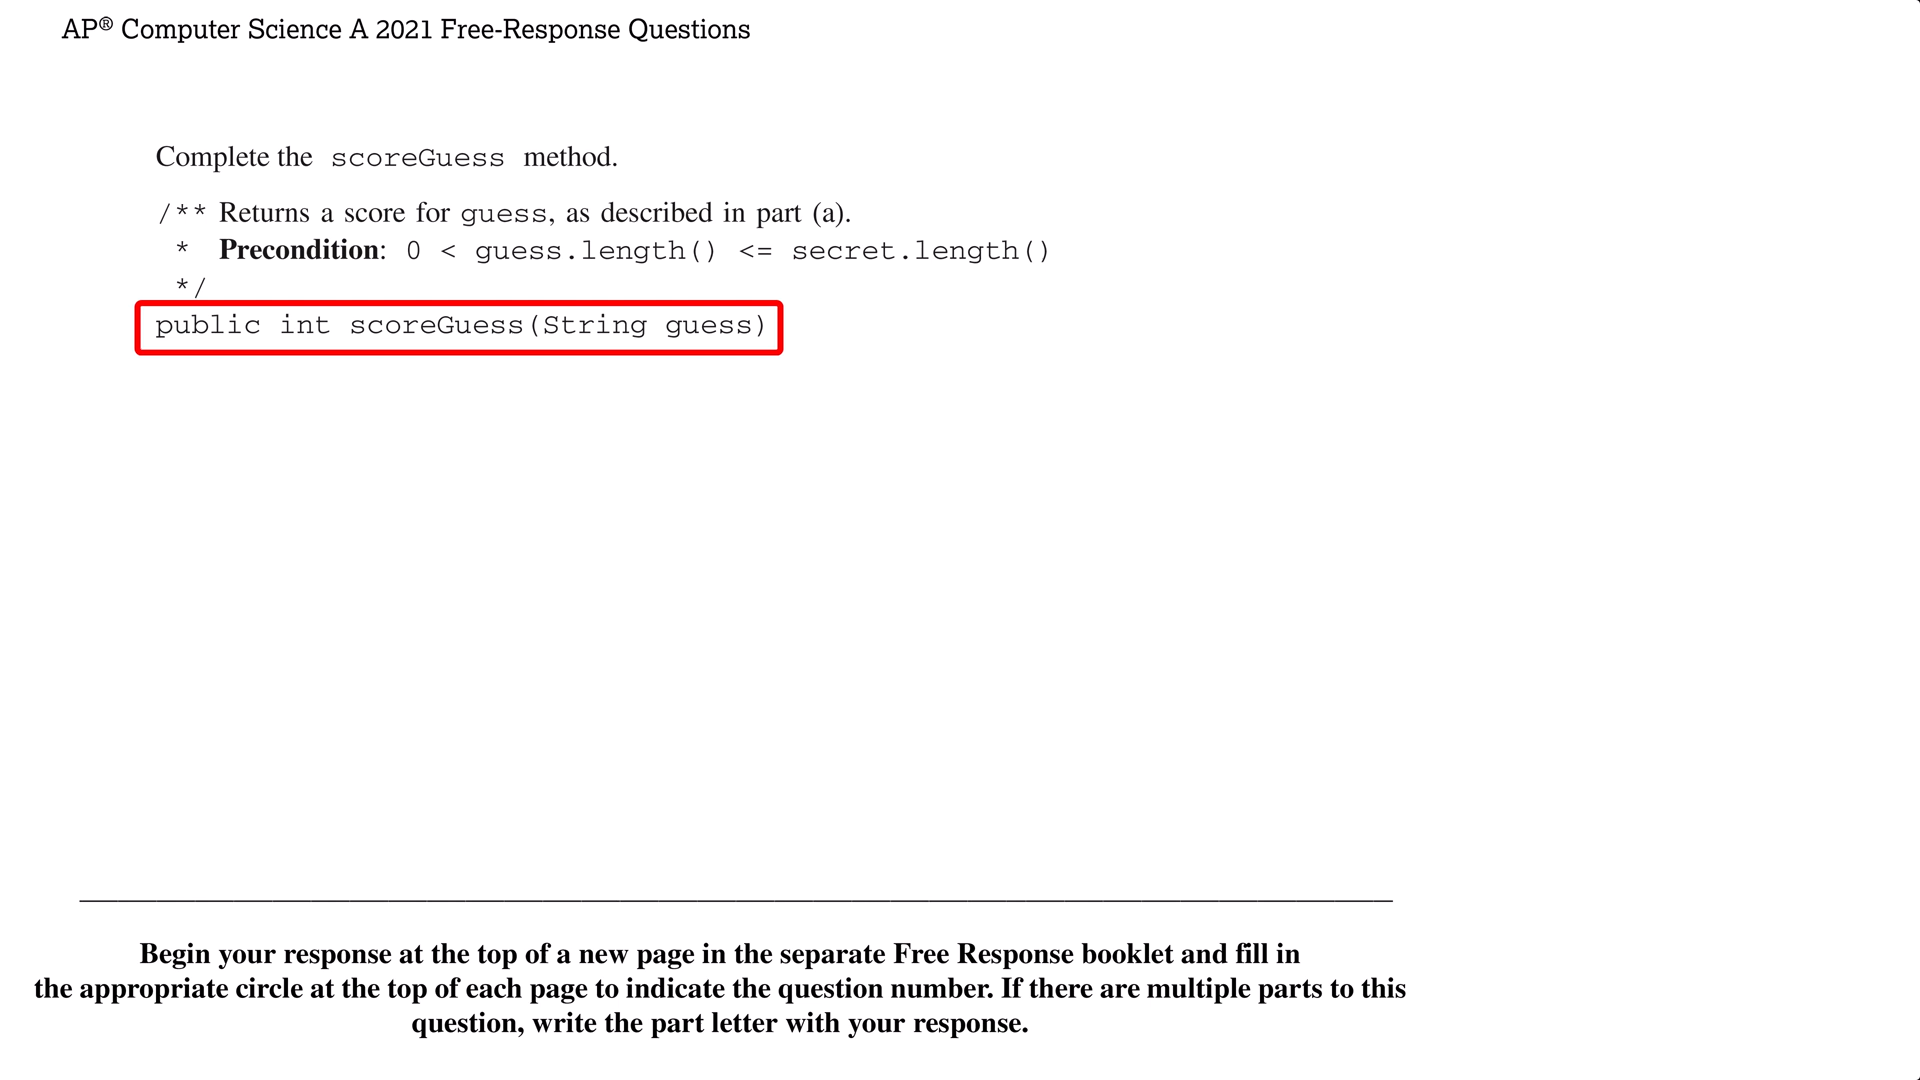 AP® Computer Science A 2021 Free-Response Questions
Complete the scoreGuess method.
/** Returns a score for guess, as described in part (a).
* Precondition: 0 < guess.length() <= secret.length()
*/
public int scoreGuess(String guess)
Begin your response at the top of a new page in the separate Free Response booklet and fill in
the appropriate circle at the top of each page to indicate the question number. If there are multiple parts to this
question, write the part letter with your response.